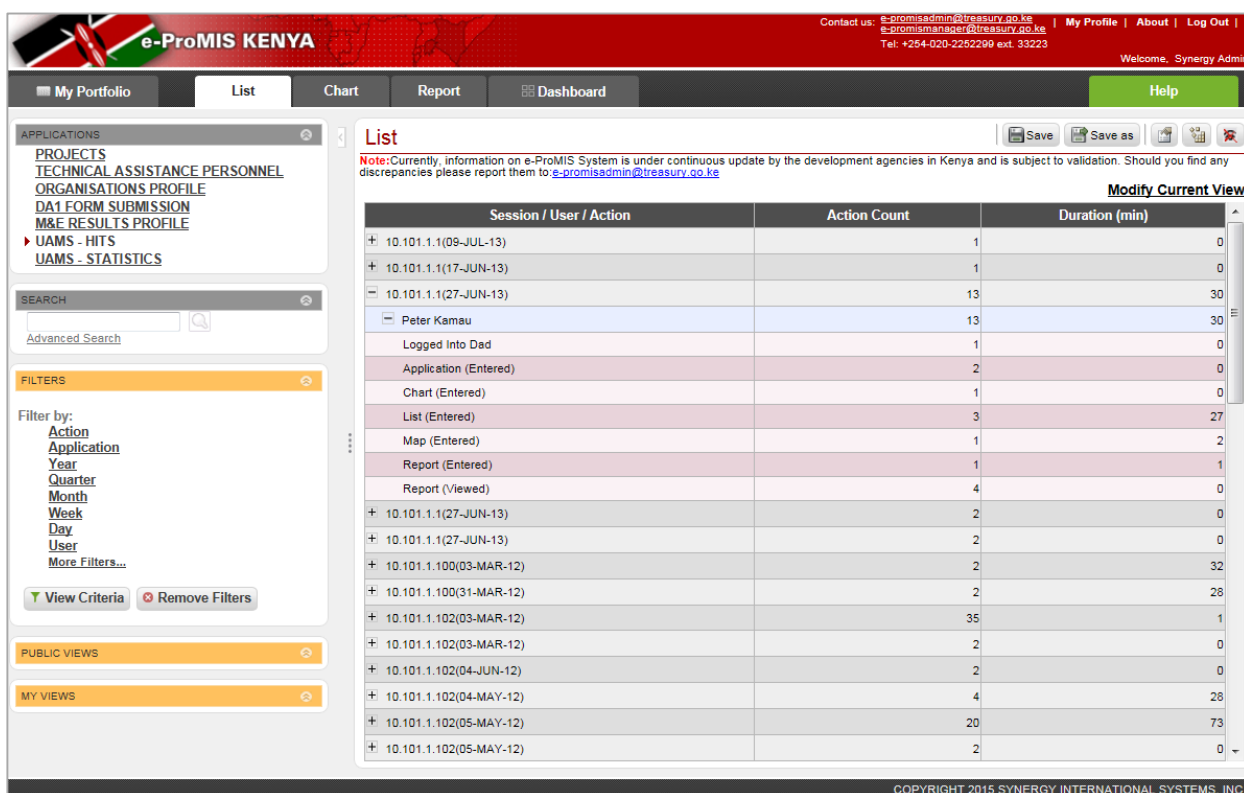 e-ProMIS KENYA
Contact us: e-promisadmin@treasury.go.ke | My Profile | About | Log Out |
e-promismanager@treasury.go.ke
Tel: +254-020-2252299 ext. 33223
Welcome, Synergy Admin
My Portfolio List Chart Report Dashboard Help
APPLICATIONS
PROJECTS
TECHNICAL ASSISTANCE PERSONNEL
ORGANISATIONS PROFILE
DA1 FORM SUBMISSION
M&E RESULTS PROFILE
UAMS - HITS
UAMS - STATISTICS
SEARCH
Advanced Search
FILTERS
Filter by:
Action
Application
Year
Quarter
Month
Week
Day
User
More Filters...
View Criteria Remove Filters
PUBLIC VIEWS
MY VIEWS
List Save Save as
Note:Currently, information on e-ProMIS System is under continuous update by the development agencies in Kenya and is subject to validation. Should you find any
discrepancies please report them to:e-promisadmin@treasury.go.ke
Modify Current View
Session / User / Action Action Count Duration (min)
10.101.1.1(09-JUL-13) 1 0
10.101.1.1(17-JUN-13) 1 0
10.101.1.1(27-JUN-13) 13 30
Peter Kamau 13 30
Logged Into Dad 1 0
Application (Entered) 2 0
Chart (Entered) 1 0
List (Entered) 3 27
Map (Entered) 1 2
Report (Entered) 1 1
Report (Viewed) 4 0
10.101.1.1(27-JUN-13) 2 0
10.101.1.1(27-JUN-13) 2 0
10.101.1.100(03-MAR-12) 2 32
10.101.1.100(31-MAR-12) 2 28
10.101.1.102(03-MAR-12) 35 1
10.101.1.102(03-MAR-12) 2 0
10.101.1.102(04-JUN-12) 2 0
10.101.1.102(04-MAY-12) 4 28
10.101.1.102(05-MAY-12) 20 73
10.101.1.102(05-MAY-12) 2 0
COPYRIGHT 2015 SYNERGY INTERNATIONAL SYSTEMS, INC